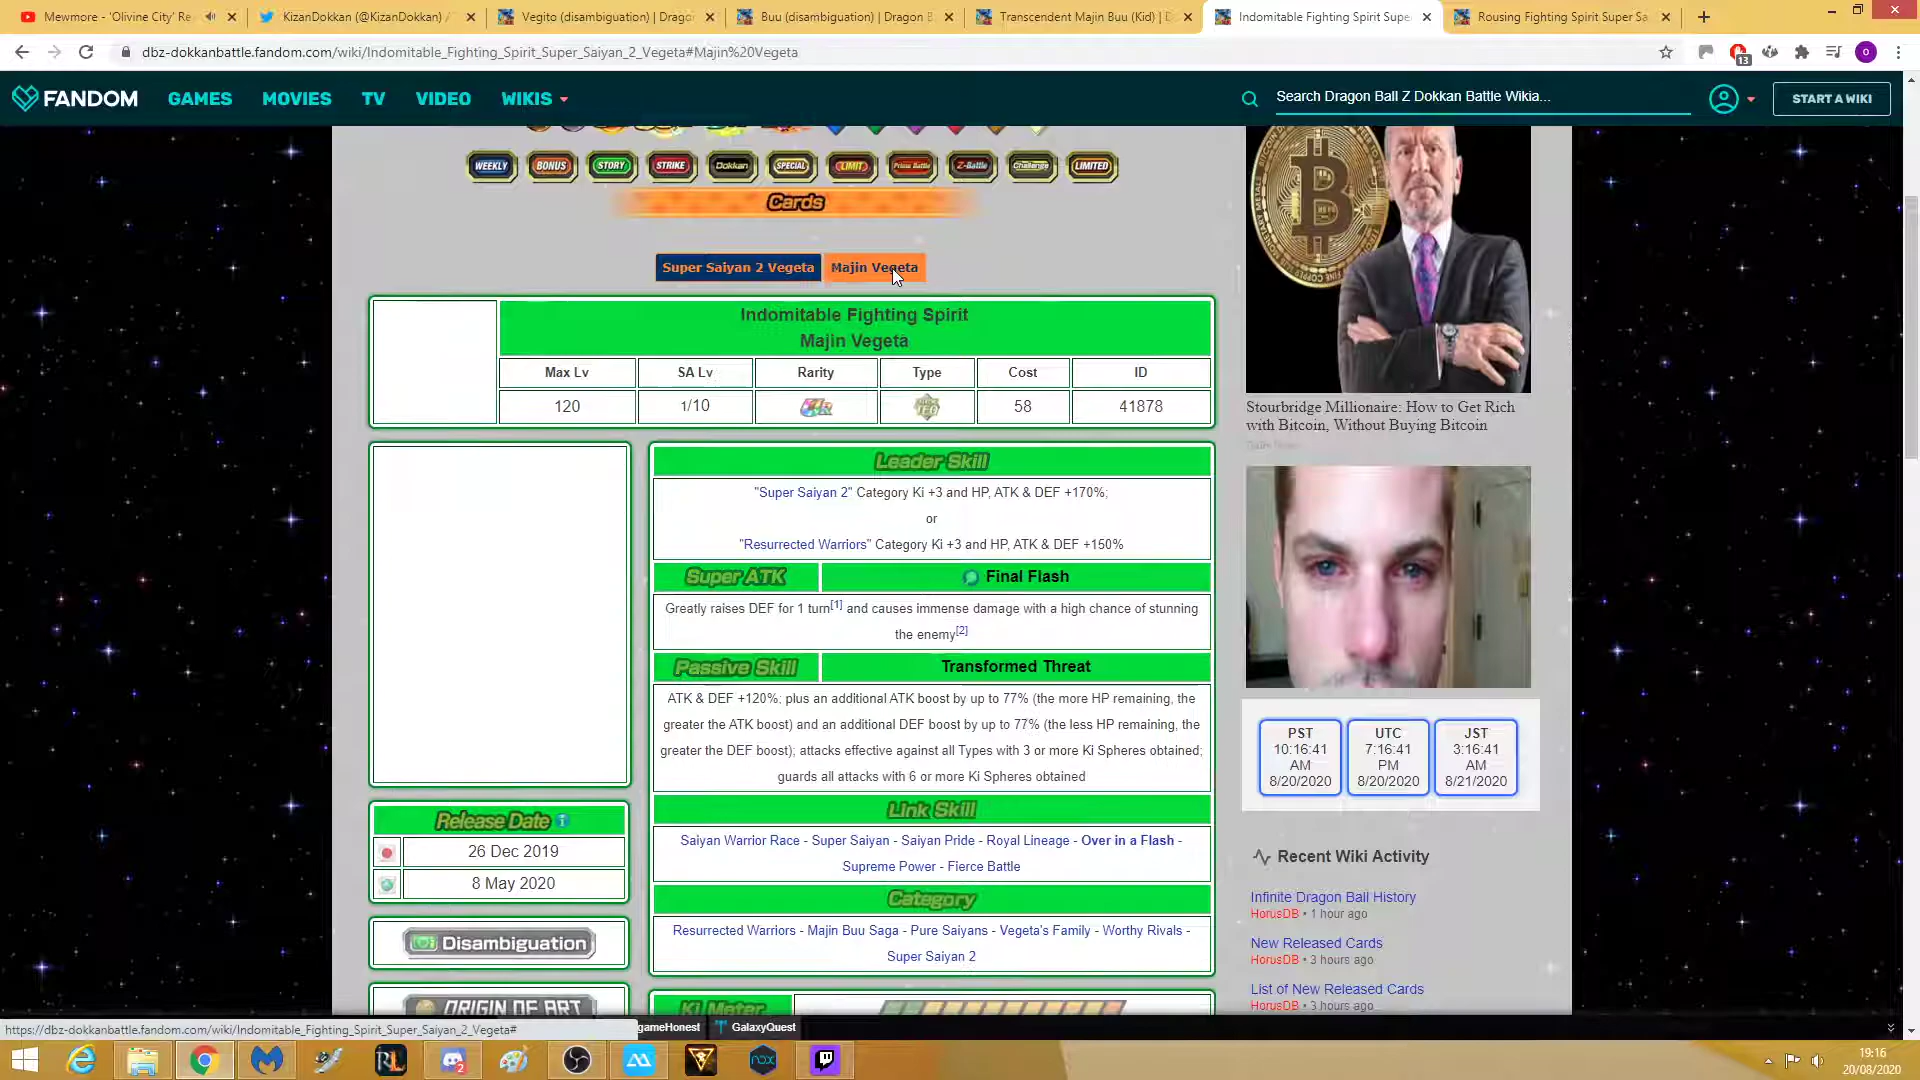 Mewmore - 'Olivine City' Re
KizanDokkan (@KizanDokkan) /
Vegito (disambiguation) | Drago
Buu (disambiguation) | Dragon B
Transcendent Majin Buu (Kid) | D
Indomitable Fighting Spirit Supe
Rousing Fighting Spirit Super Sa
dbz-dokkanbattle.fandom.com/wiki/Indomitable_Fighting_Spirit_Super_Saiyan_2_Vegeta#Majin%20Vegeta
13
O
FANDOM
GAMES
MOVIES
TV
VIDEO
WIKIS
Search Dragon Ball Z Dokkan Battle Wikia...
START A WIKI
WEEKLY
BONUS
STORY
STRIKE
Dokkan
SPECIAL
LIMIT
Prime Battle
Z-Battle
Challenge
LIMITED
Cards
Super Saiyan 2 Vegeta
Majin Vegeta
Indomitable Fighting Spirit
Majin Vegeta
Max Lv
SA Lv
Rarity
Type
Cost
ID
120
1/10
UR
TEQ
58
41878
Leader Skill
"Super Saiyan 2" Category Ki +3 and HP, ATK & DEF +170%;
or
"Resurrected Warriors" Category Ki +3 and HP, ATK & DEF +150%
Super ATK
Final Flash
Greatly raises DEF for 1 turn[1] and causes immense damage with a high chance of stunning
the enemy[2]
Passive Skill
Transformed Threat
ATK & DEF +120%; plus an additional ATK boost by up to 77% (the more HP remaining, the
greater the ATK boost) and an additional DEF boost by up to 77% (the less HP remaining, the
greater the DEF boost); attacks effective against all Types with 3 or more Ki Spheres obtained;
guards all attacks with 6 or more Ki Spheres obtained
Link Skill
Saiyan Warrior Race - Super Saiyan - Saiyan Pride - Royal Lineage - Over in a Flash -
Supreme Power - Fierce Battle
Category
Resurrected Warriors - Majin Buu Saga - Pure Saiyans - Vegeta's Family - Worthy Rivals -
Super Saiyan 2
Ki Meter
Release Date
26 Dec 2019
8 May 2020
Disambiguation
ORIGIN OF ART
Stourbridge Millionaire: How to Get Rich
with Bitcoin, Without Buying Bitcoin
PST
10:16:41
AM
8/20/2020
UTC
7:16:41
PM
8/20/2020
JST
3:16:41
AM
8/21/2020
Recent Wiki Activity
Infinite Dragon Ball History
HorusDB • 1 hour ago
New Released Cards
HorusDB • 3 hours ago
List of New Released Cards
HorusDB • 3 hours ago
https://dbz-dokkanbattle.fandom.com/wiki/Indomitable_Fighting_Spirit_Super_Saiyan_2_Vegeta#
gameHonest
GalaxyQuest
RL
2
nox
19:16
20/08/2020